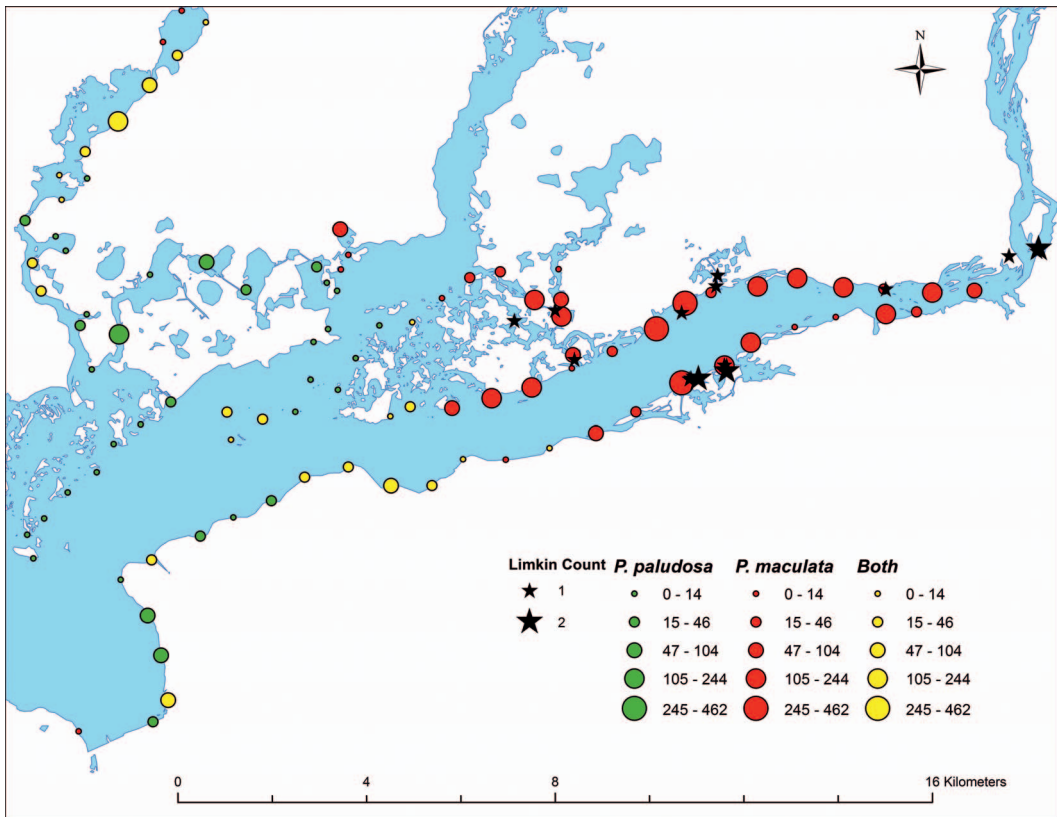 N
Limkin Count P. paludosa P. maculata Both
1 0 - 14 0 - 14 0 - 14
2 15 - 46 15 - 46 15 - 46
47 - 104 47 - 104 47 - 104
105 - 244 105 - 244 105 - 244
245 - 462 245 - 462 245 - 462
0 4 8 16 Kilometers